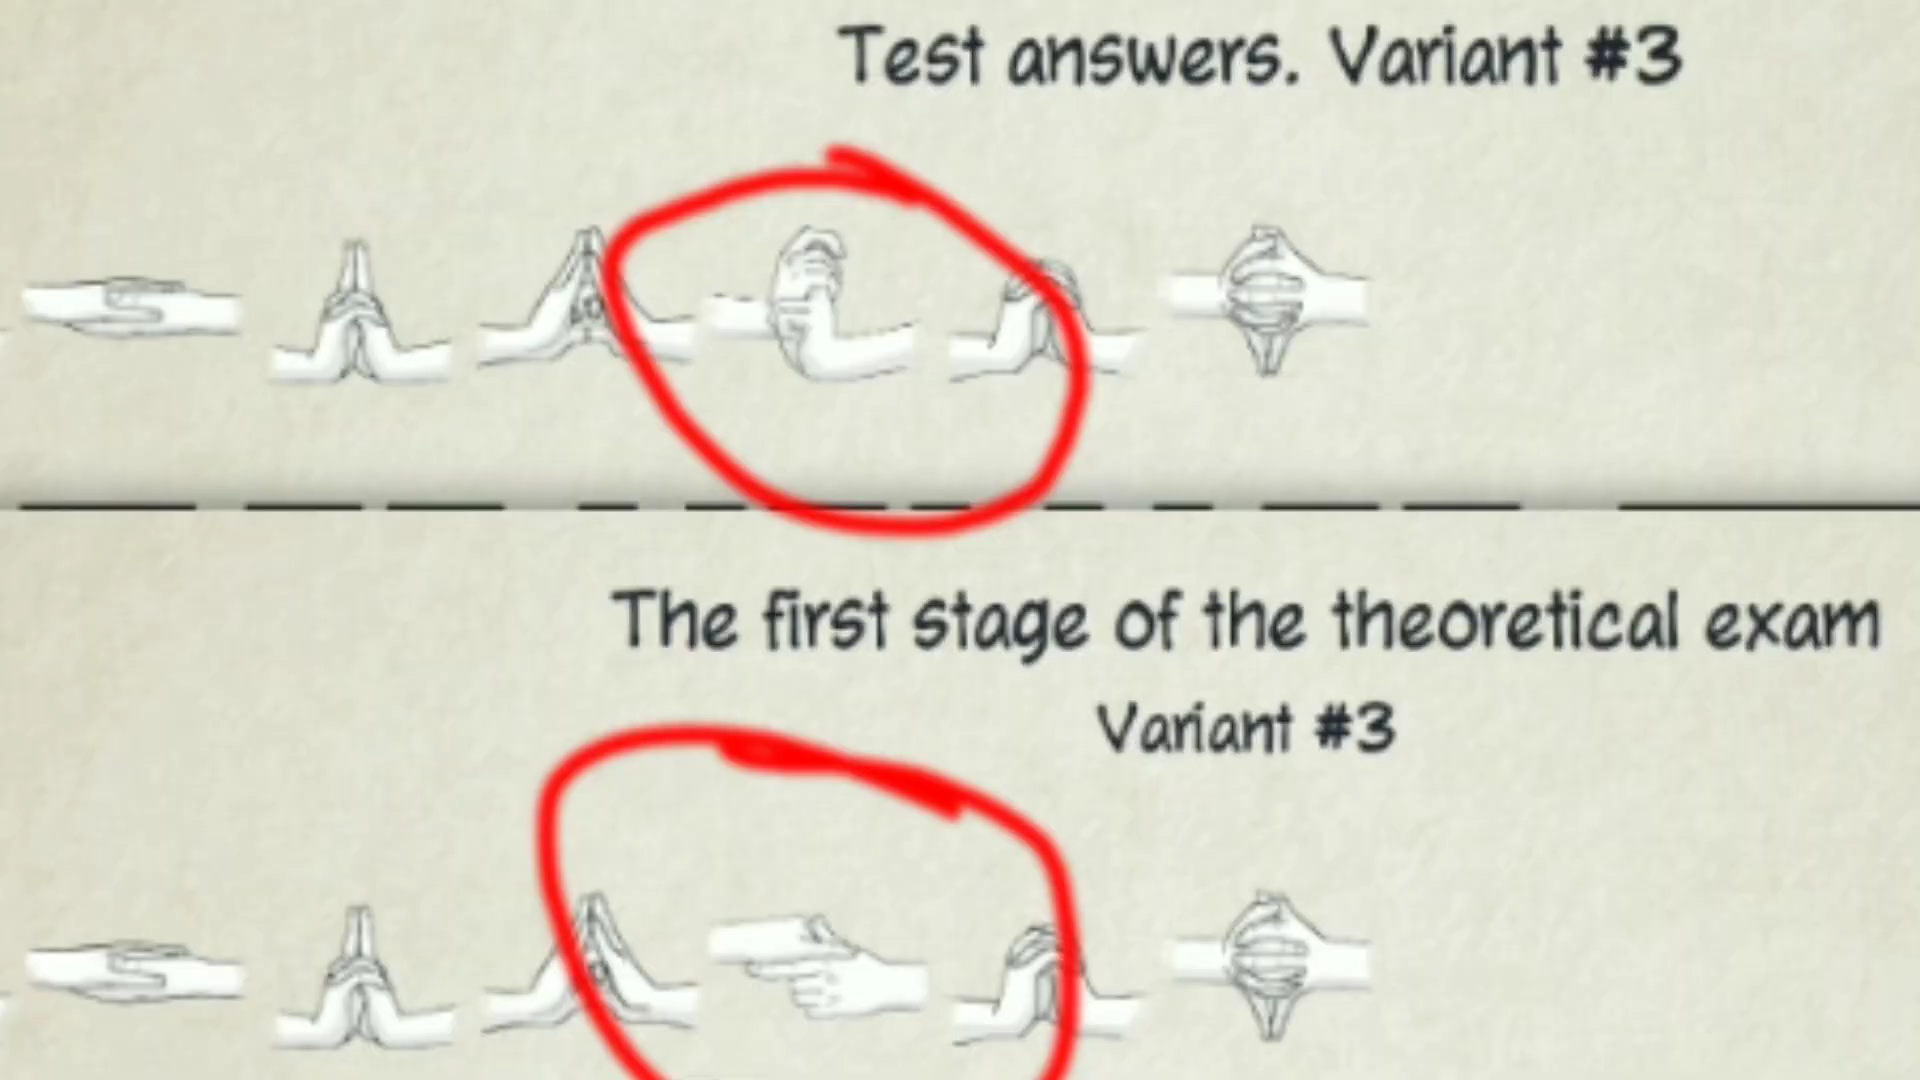 Test answers. Variant #3
The first stage of the theoretical exam
Variant #3